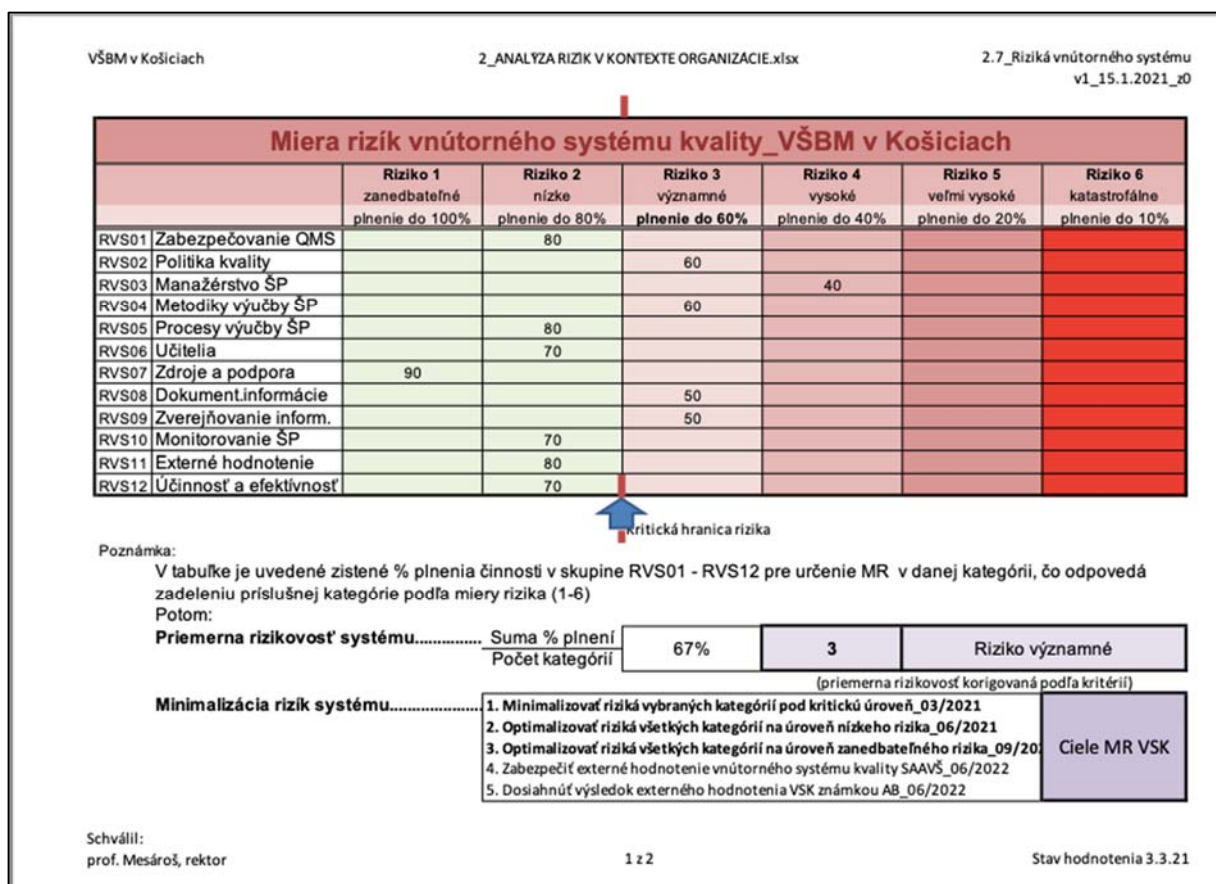 VŠBM v Košiciach 2_ANALÝZA RIZÍK V KONTEXTE ORGANIZÁCIE.xlsx 2.7_Riziká vnútorného systému
v1_15.1.2021_z0
Miera rizík vnútorného systému kvality_VŠBM v Košiciach
Riziko 1 Riziko 2 Riziko 3 Riziko 4 Riziko 5 Riziko 6
zanedbateľné nízke významné vysoké veľmi vysoké katastrofálne
plnenie do 100% plnenie do 80% plnenie do 60% plnenie do 40% plnenie do 20% plnenie do 10%
RVS01 Zabezpečovanie QMS 80
RVS02 Politika kvality 60
RVS03 Manažérstvo ŠP 40
RVS04 Metodiky výučby ŠP 60
RVS05 Procesy výučby ŠP 80
RVS06 Učitelia 70
RVS07 Zdroje a podpora 90
RVS08 Dokument.informácie 50
RVS09 Zverejňovanie inform. 50
RVS10 Monitorovanie ŠP 70
RVS11 Externé hodnotenie 80
RVS12 Účinnosť a efektívnosť 70
Kritická hranica rizika
Poznámka:
V tabuľke je uvedené zistené % plnenia činnosti v skupine RVS01 - RVS12 pre určenie MR v danej kategórii, čo odpovedá
zadeleniu príslušnej kategórie podľa miery rizika (1-6)
Potom:
Priemerna rizikovosť systému............... Suma % plnení 67% 3 Riziko významné
Počet kategórií
(priemerna rizikovosť korigovaná podľa kritérií)
Minimalizácia rizík systému.................... 1. Minimalizovať riziká vybraných kategórií pod kritickú úroveň_03/2021
2. Optimalizovať riziká všetkých kategórií na úroveň nízkeho rizika_06/2021
3. Optimalizovať riziká všetkých kategórií na úroveň zanedbateľného rizika_09/202 Ciele MR VSK
4. Zabezpečiť externé hodnotenie vnútorného systému kvality SAAVŠ_06/2022
5. Dosiahnúť výsledok externého hodnotenia VSK známkou AB_06/2022
Schválil:
prof. Mesároš, rektor 1 z 2 Stav hodnotenia 3.3.21